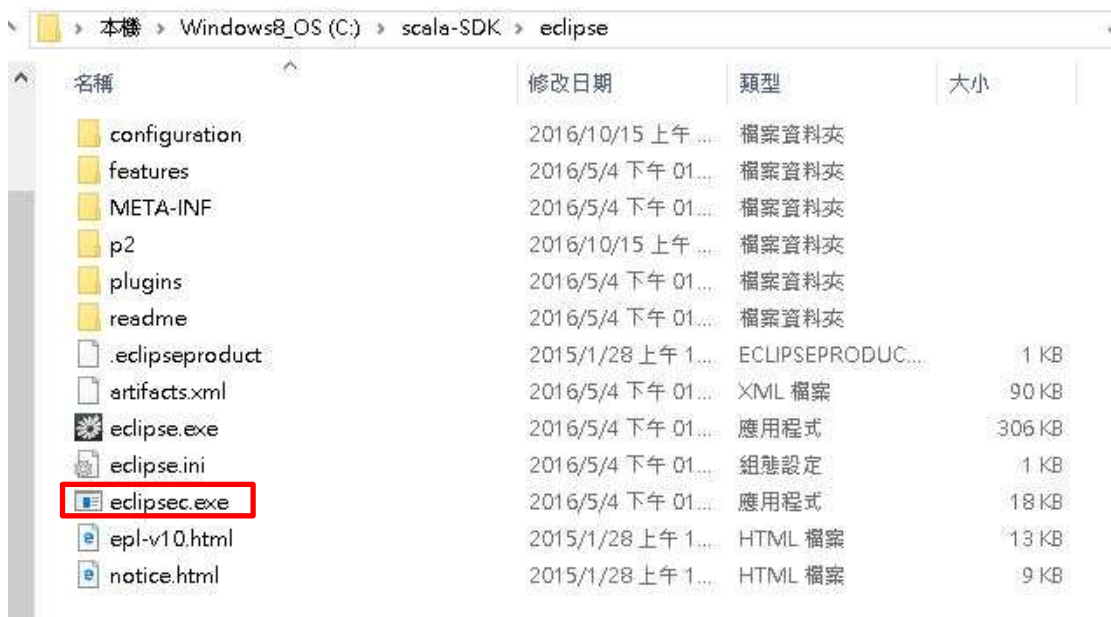 本機 > Windows8_OS (C:) > scala-SDK > eclipse
名稱 修改日期 類型 大小
configuration 2016/10/15 上午 ... 檔案資料夾
features 2016/5/4 下午 01... 檔案資料夾
META-INF 2016/5/4 下午 01... 檔案資料夾
p2 2016/10/15 上午 ... 檔案資料夾
plugins 2016/5/4 下午 01... 檔案資料夾
readme 2016/5/4 下午 01... 檔案資料夾
.eclipseproduct 2015/1/28 上午 1... ECLIPSEPRODUC... 1 KB
artifacts.xml 2016/5/4 下午 01... XML 檔案 90 KB
eclipse.exe 2016/5/4 下午 01... 應用程式 306 KB
eclipse.ini 2016/5/4 下午 01... 組態設定 1 KB
eclipsec.exe 2016/5/4 下午 01... 應用程式 18 KB
epl-v10.html 2015/1/28 上午 1... HTML 檔案 13 KB
notice.html 2015/1/28 上午 1... HTML 檔案 9 KB